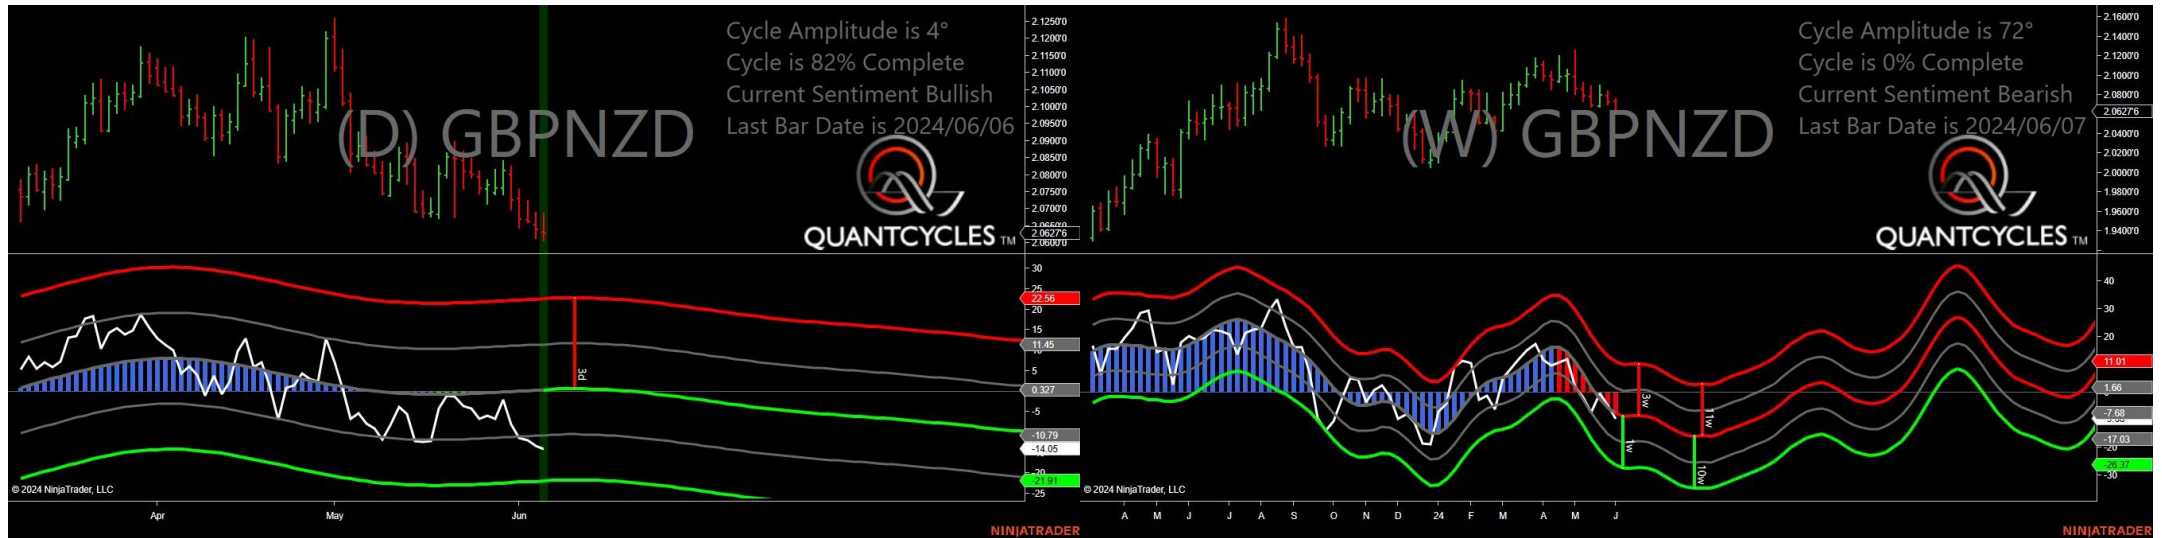 Cycle Amplitude is 4°
Cycle is 82% Complete
Current Sentiment Bullish
Last Bar Date is 2024/06/06
(D) GBPNZD
QUANTCYCLES TM
2.1250'0
2.1200'0
2.1150'0
2.1100'0
2.1050'0
2.1000'0
2.0950'0
2.0900'0
2.0850'0
2.0800'0
2.0750'0
2.0700'0
2.0627'6
2.0600'0
30
25
22.56
20
15
11.45
5
0.327
-5
-10.79
-14.05
-20
-21.91
-25
3d
© 2024 NinjaTrader, LLC
Apr May Jun
NINJATRADER
Cycle Amplitude is 72°
Cycle is 0% Complete
Current Sentiment Bearish
Last Bar Date is 2024/06/07
(W) GBPNZD
QUANTCYCLES TM
2.1600'0
2.1400'0
2.1200'0
2.1000'0
2.0800'0
2.0627'6
2.0400'0
2.0200'0
2.0000'0
1.9800'0
1.9600'0
1.9400'0
40
30
20
11.01
1.66
-7.68
-17.03
-20
-26.37
-30
3w
11w
1w
10w
© 2024 NinjaTrader, LLC
A M J J A S O N D 24 F M A M J
NINJATRADER